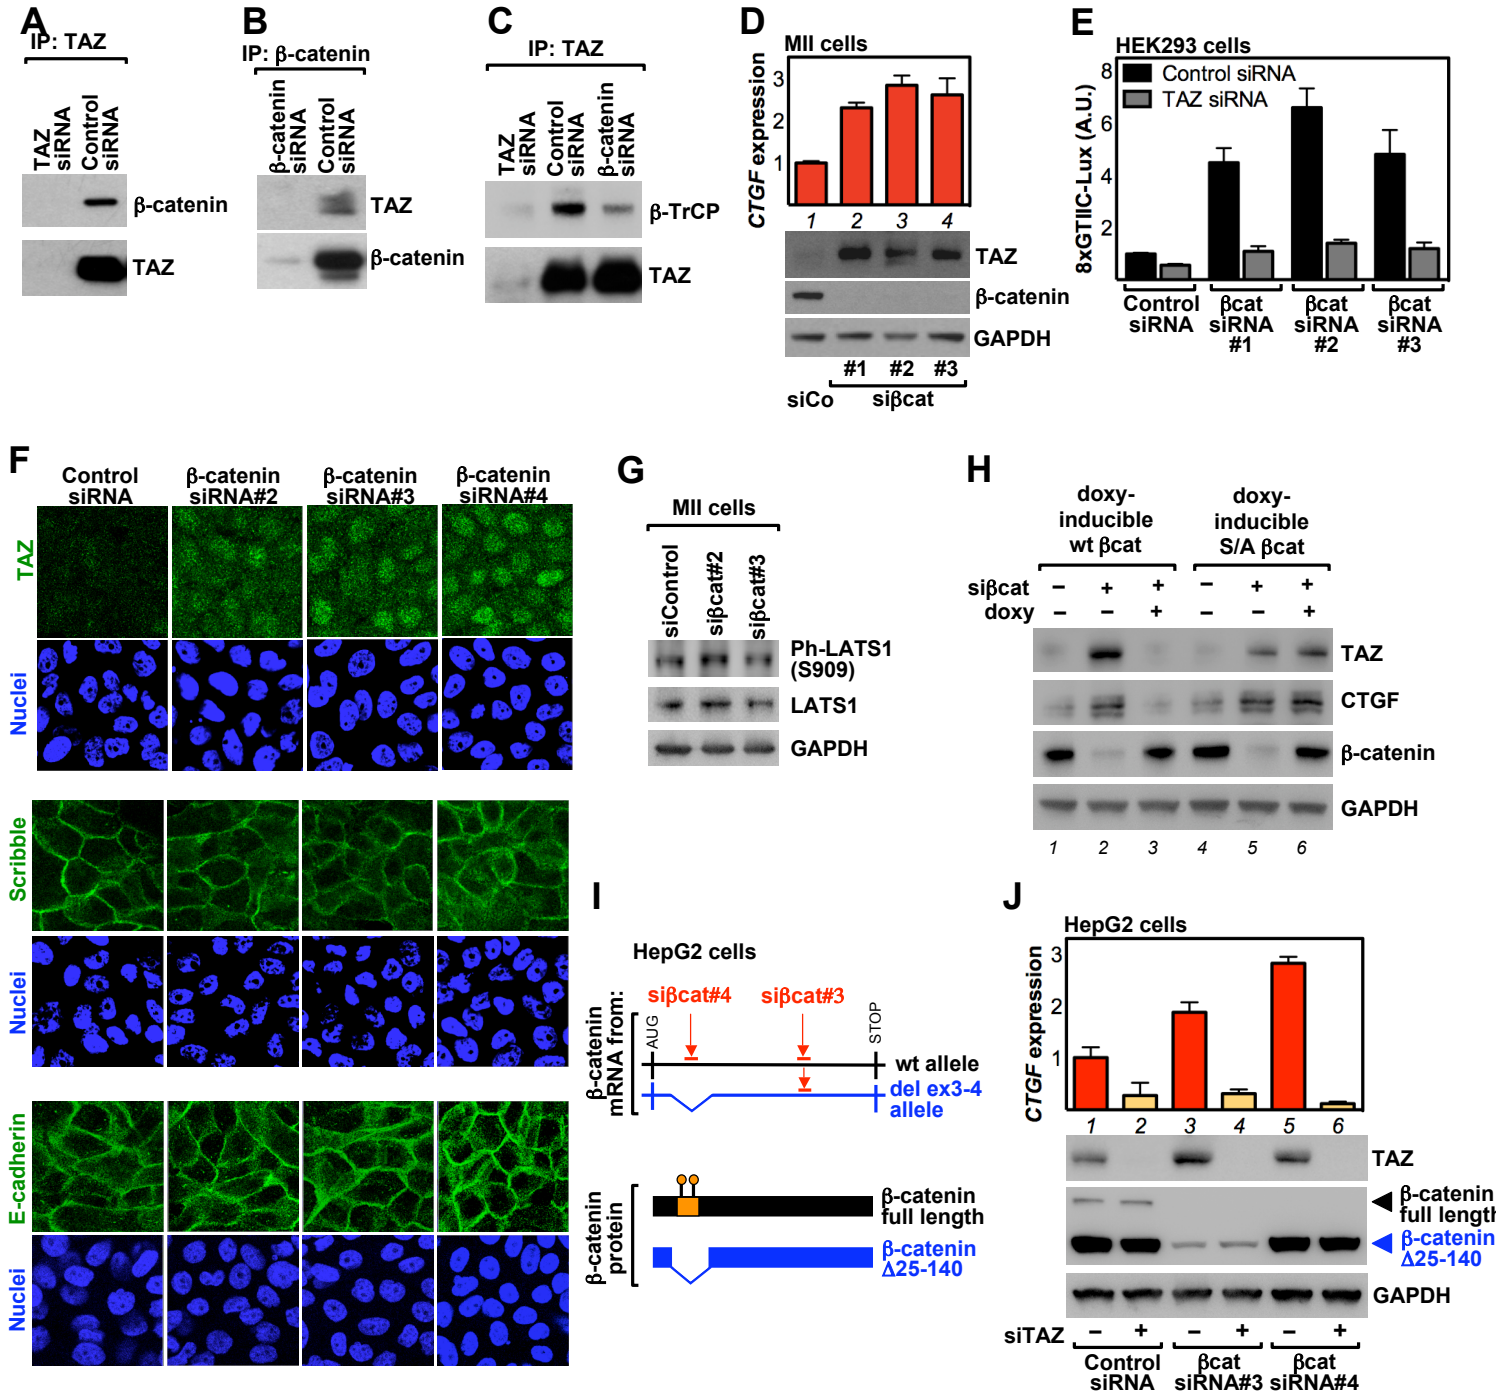 A
IP: TAZ
TAZ
siRNA
Control
siRNA
β-catenin
TAZ
B
IP: β-catenin
β-catenin
siRNA
Control
siRNA
TAZ
β-catenin
C
IP: TAZ
TAZ
siRNA
Control
siRNA
β-catenin
siRNA
β-TrCP
TAZ
D
MII cells
CTGF expression
3
2
1
1 2 3 4
TAZ
β-catenin
GAPDH
#1 #2 #3
siCo siβcat
E
HEK293 cells
8xGTIIC-Lux (A.U.)
8
6
4
2
Control siRNA
TAZ siRNA
Control
siRNA
βcat
siRNA
#1
βcat
siRNA
#2
βcat
siRNA
#3
F
Control
siRNA
β-catenin
siRNA#2
β-catenin
siRNA#3
β-catenin
siRNA#4
TAZ
Nuclei
Scribble
Nuclei
E-cadherin
Nuclei
G
MII cells
siControl
siβcat#2
siβcat#3
Ph-LATS1
(S909)
LATS1
GAPDH
H
doxy-
inducible
wt βcat
doxy-
inducible
S/A βcat
siβcat – + + – + +
doxy – – + – – +
TAZ
CTGF
β-catenin
GAPDH
1 2 3 4 5 6
I
HepG2 cells
β-catenin
mRNA from:
siβcat#4 siβcat#3
AUG
STOP
wt allele
del ex3-4
allele
β-catenin
protein
β-catenin
full length
β-catenin
Δ25-140
J
HepG2 cells
CTGF expression
3
2
1
1 2 3 4 5 6
TAZ
β-catenin
full length
β-catenin
Δ25-140
GAPDH
siTAZ – + – + – +
Control
siRNA
βcat
siRNA#3
βcat
siRNA#4